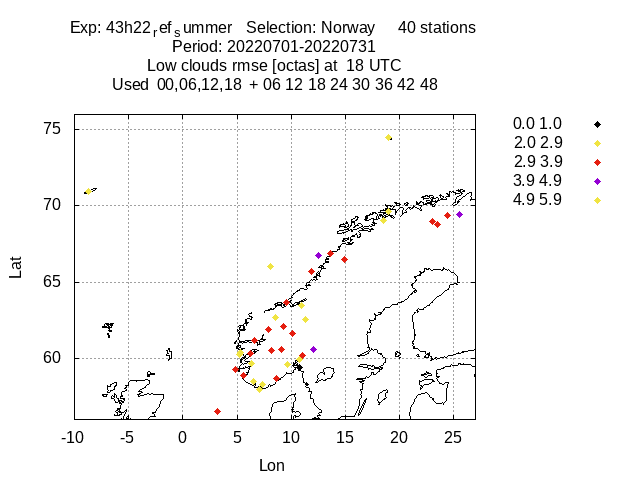 Exp: 43h22ref summer   Selection: Norway     40 stations
Period: 20220701-20220731
Low clouds rmse [octas] at  18 UTC
Used  00,06,12,18  + 06 12 18 24 30 36 42 48
0.0 1.0
2.0 2.9
2.9 3.9
3.9 4.9
4.9 5.9
75
70
65
60
Lat
-10 -5 0 5 10 15 20 25
Lon